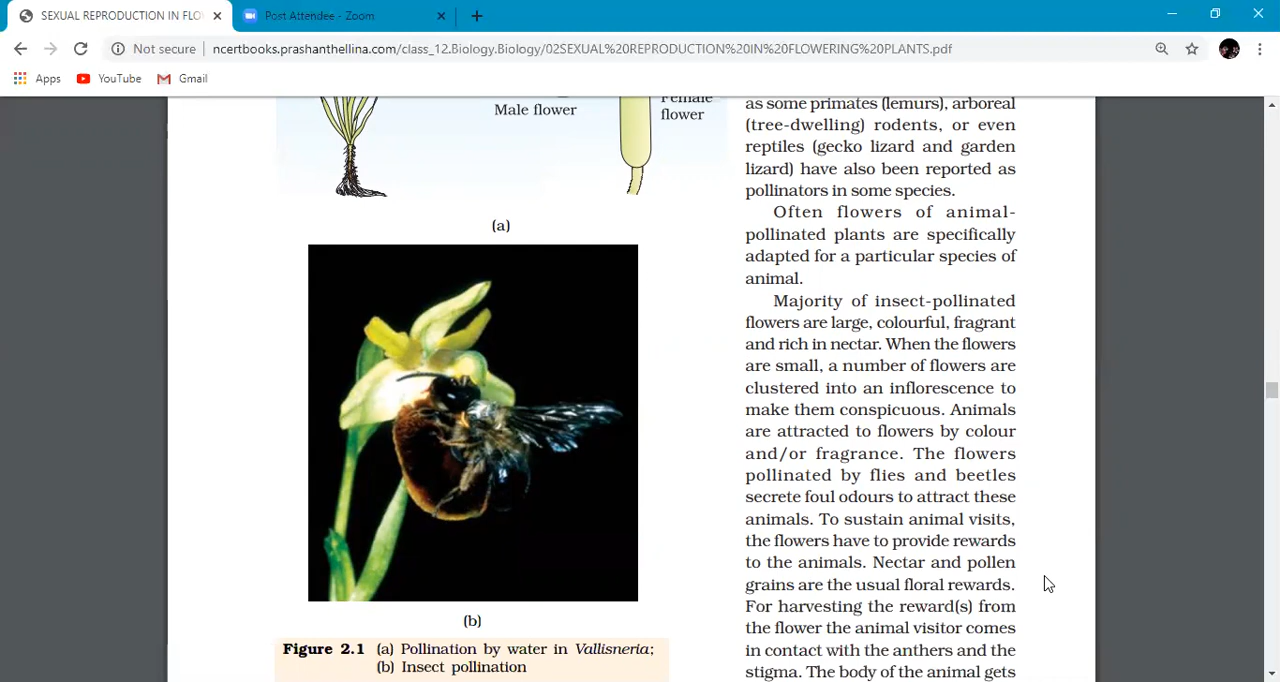 SEXUAL REPRODUCTION IN FLO
Post Attendee - Zoom
Not secure
ncertbooks.prashanthellina.com/class_12.Biology.Biology/02SEXUAL%20REPRODUCTION%20IN%20FLOWERING%20PLANTS.pdf
Apps
YouTube
Gmail
Male flower
Female
flower
(a)
(b)
Figure 2.1 (a) Pollination by water in Vallisneria;
(b) Insect pollination
as some primates (lemurs), arboreal
(tree-dwelling) rodents, or even
reptiles (gecko lizard and garden
lizard) have also been reported as
pollinators in some species.
Often flowers of animal-
pollinated plants are specifically
adapted for a particular species of
animal.
Majority of insect-pollinated
flowers are large, colourful, fragrant
and rich in nectar. When the flowers
are small, a number of flowers are
clustered into an inflorescence to
make them conspicuous. Animals
are attracted to flowers by colour
and/or fragrance. The flowers
pollinated by flies and beetles
secrete foul odours to attract these
animals. To sustain animal visits,
the flowers have to provide rewards
to the animals. Nectar and pollen
grains are the usual floral rewards.
For harvesting the reward(s) from
the flower the animal visitor comes
in contact with the anthers and the
stigma. The body of the animal gets